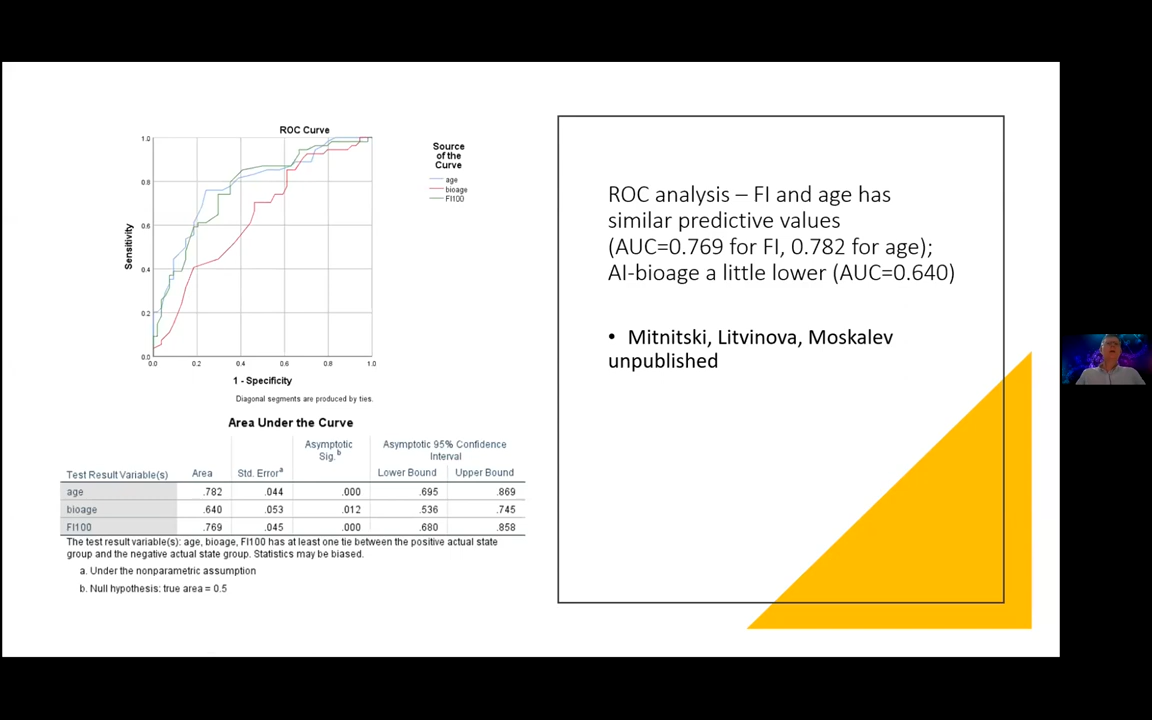 ROC Curve
Source
of the
Curve
age
bioage
FI100
Sensitivity
1.0
0.8
0.6
0.4
0.2
0.0
0.0 0.2 0.4 0.6 0.8 1.0
1 - Specificity
Diagonal segments are produced by ties.
Area Under the Curve
Test Result Variable(s) Area Std. Errorᵃ Asymptotic Sig.ᵇ Asymptotic 95% Confidence Interval
Lower Bound Upper Bound
age .782 .044 .000 .695 .869
bioage .640 .053 .012 .536 .745
FI100 .769 .045 .000 .680 .858
The test result variable(s): age, bioage, FI100 has at least one tie between the positive actual state
group and the negative actual state group. Statistics may be biased.
a. Under the nonparametric assumption
b. Null hypothesis: true area = 0.5
ROC analysis – FI and age has
similar predictive values
(AUC=0.769 for FI, 0.782 for age);
AI-bioage a little lower (AUC=0.640)
• Mitnitski, Litvinova, Moskalev
unpublished